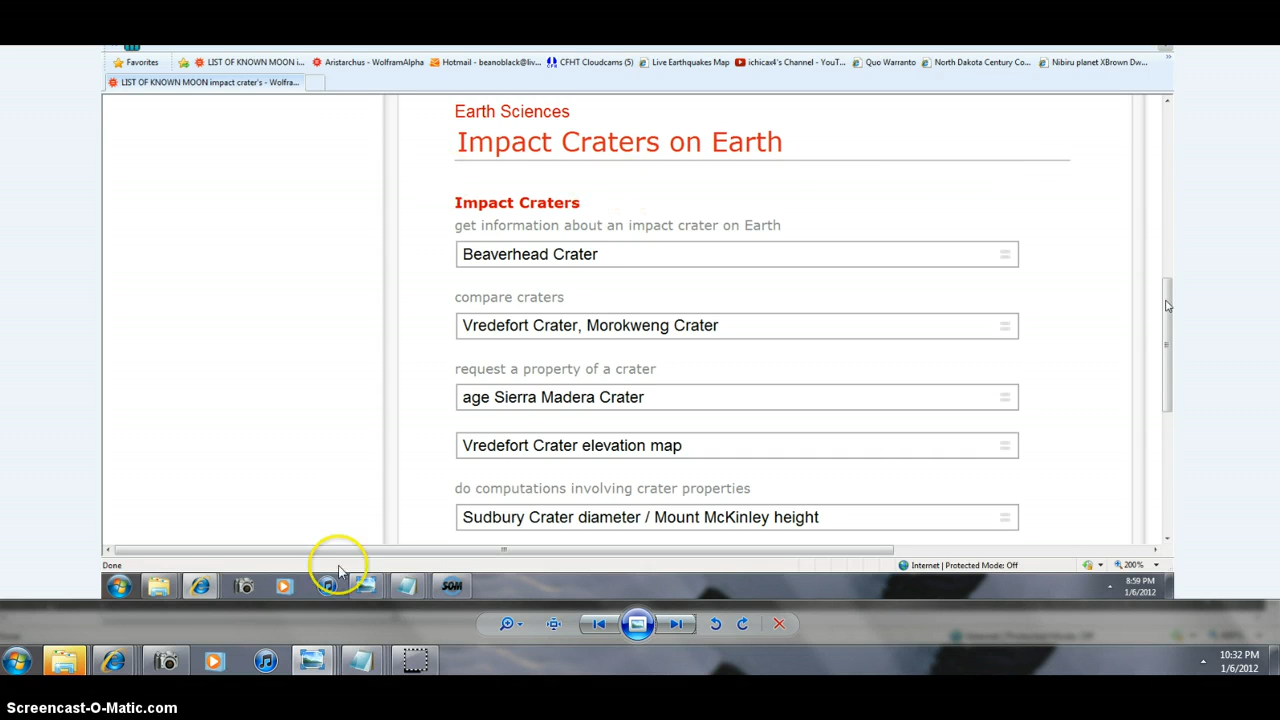 Favorites
LIST OF KNOWN MOON i...
Aristarchus - WolframAlpha
Hotmail - beanoblack@liv...
CFHT Cloudcams (5)
Live Earthquakes Map
ichicax4's Channel - YouT...
Quo Warranto
North Dakota Century Co...
Nibiru planet XBrown Dw...
LIST OF KNOWN MOON impact crater's - Wolfra...
Earth Sciences
Impact Craters on Earth
Impact Craters
get information about an impact crater on Earth
Beaverhead Crater
compare craters
Vredefort Crater, Morokweng Crater
request a property of a crater
age Sierra Madera Crater
Vredefort Crater elevation map
do computations involving crater properties
Sudbury Crater diameter / Mount McKinley height
Done
Internet | Protected Mode: Off
200%
SOM
8:59 PM
1/6/2012
10:32 PM
1/6/2012
Screencast-O-Matic.com